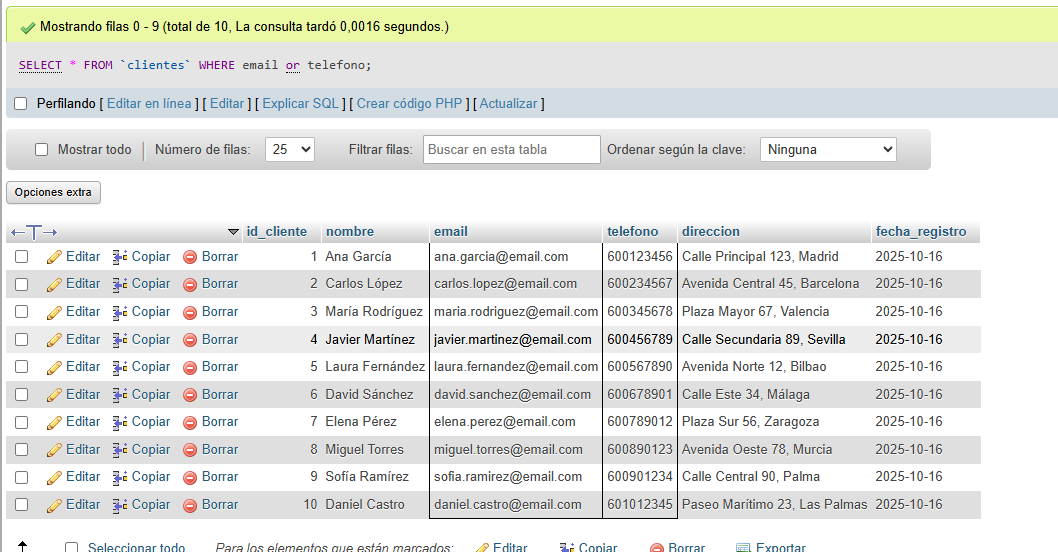 Mostrando filas 0 - 9 (total de 10, La consulta tardó 0,0016 segundos.)
SELECT * FROM `clientes` WHERE email or telefono;
Perfilando [ Editar en línea ] [ Editar ] [ Explicar SQL ] [ Crear código PHP ] [ Actualizar ]
Mostrar todo Número de filas: 25 Filtrar filas: Buscar en esta tabla Ordenar según la clave: Ninguna
Opciones extra
id_cliente nombre email telefono direccion fecha_registro
Editar Copiar Borrar 1 Ana García ana.garcia@email.com 600123456 Calle Principal 123, Madrid 2025-10-16
Editar Copiar Borrar 2 Carlos López carlos.lopez@email.com 600234567 Avenida Central 45, Barcelona 2025-10-16
Editar Copiar Borrar 3 María Rodríguez maria.rodriguez@email.com 600345678 Plaza Mayor 67, Valencia 2025-10-16
Editar Copiar Borrar 4 Javier Martínez javier.martinez@email.com 600456789 Calle Secundaria 89, Sevilla 2025-10-16
Editar Copiar Borrar 5 Laura Fernández laura.fernandez@email.com 600567890 Avenida Norte 12, Bilbao 2025-10-16
Editar Copiar Borrar 6 David Sánchez david.sanchez@email.com 600678901 Calle Este 34, Málaga 2025-10-16
Editar Copiar Borrar 7 Elena Pérez elena.perez@email.com 600789012 Plaza Sur 56, Zaragoza 2025-10-16
Editar Copiar Borrar 8 Miguel Torres miguel.torres@email.com 600890123 Avenida Oeste 78, Murcia 2025-10-16
Editar Copiar Borrar 9 Sofía Ramírez sofia.ramirez@email.com 600901234 Calle Central 90, Palma 2025-10-16
Editar Copiar Borrar 10 Daniel Castro daniel.castro@email.com 601012345 Paseo Marítimo 23, Las Palmas 2025-10-16
Seleccionar todo Para los elementos que están marcados: Editar Copiar Borrar Exportar